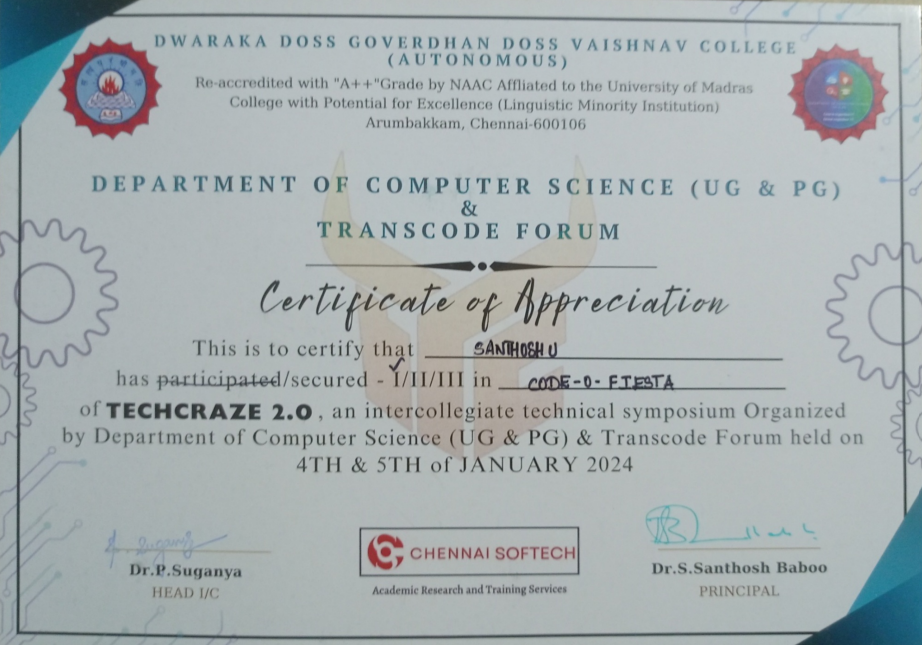 DWARAKA DOSS GOVERDHAN DOSS VAISHNAV COLLEGE
(AUTONOMOUS)
Re-accredited with "A++"Grade by NAAC Affliated to the University of Madras
College with Potential for Excellence (Linguistic Minority Institution)
Arumbakkam, Chennai-600106
DEPARTMENT OF COMPUTER SCIENCE (UG & PG)
&
TRANSCODE FORUM
Certificate of Appreciation
This is to certify that SANTHOSH U
has participated/secured - I/II/III in CODE-O-FIESTA
of TECHCRAZE 2.0, an intercollegiate technical symposium Organized
by Department of Computer Science (UG & PG) & Transcode Forum held on
4TH & 5TH of JANUARY 2024
Dr.P.Suganya
HEAD I/C
CHENNAI SOFTECH
Academic Research and Training Services
Dr.S.Santhosh Baboo
PRINCIPAL